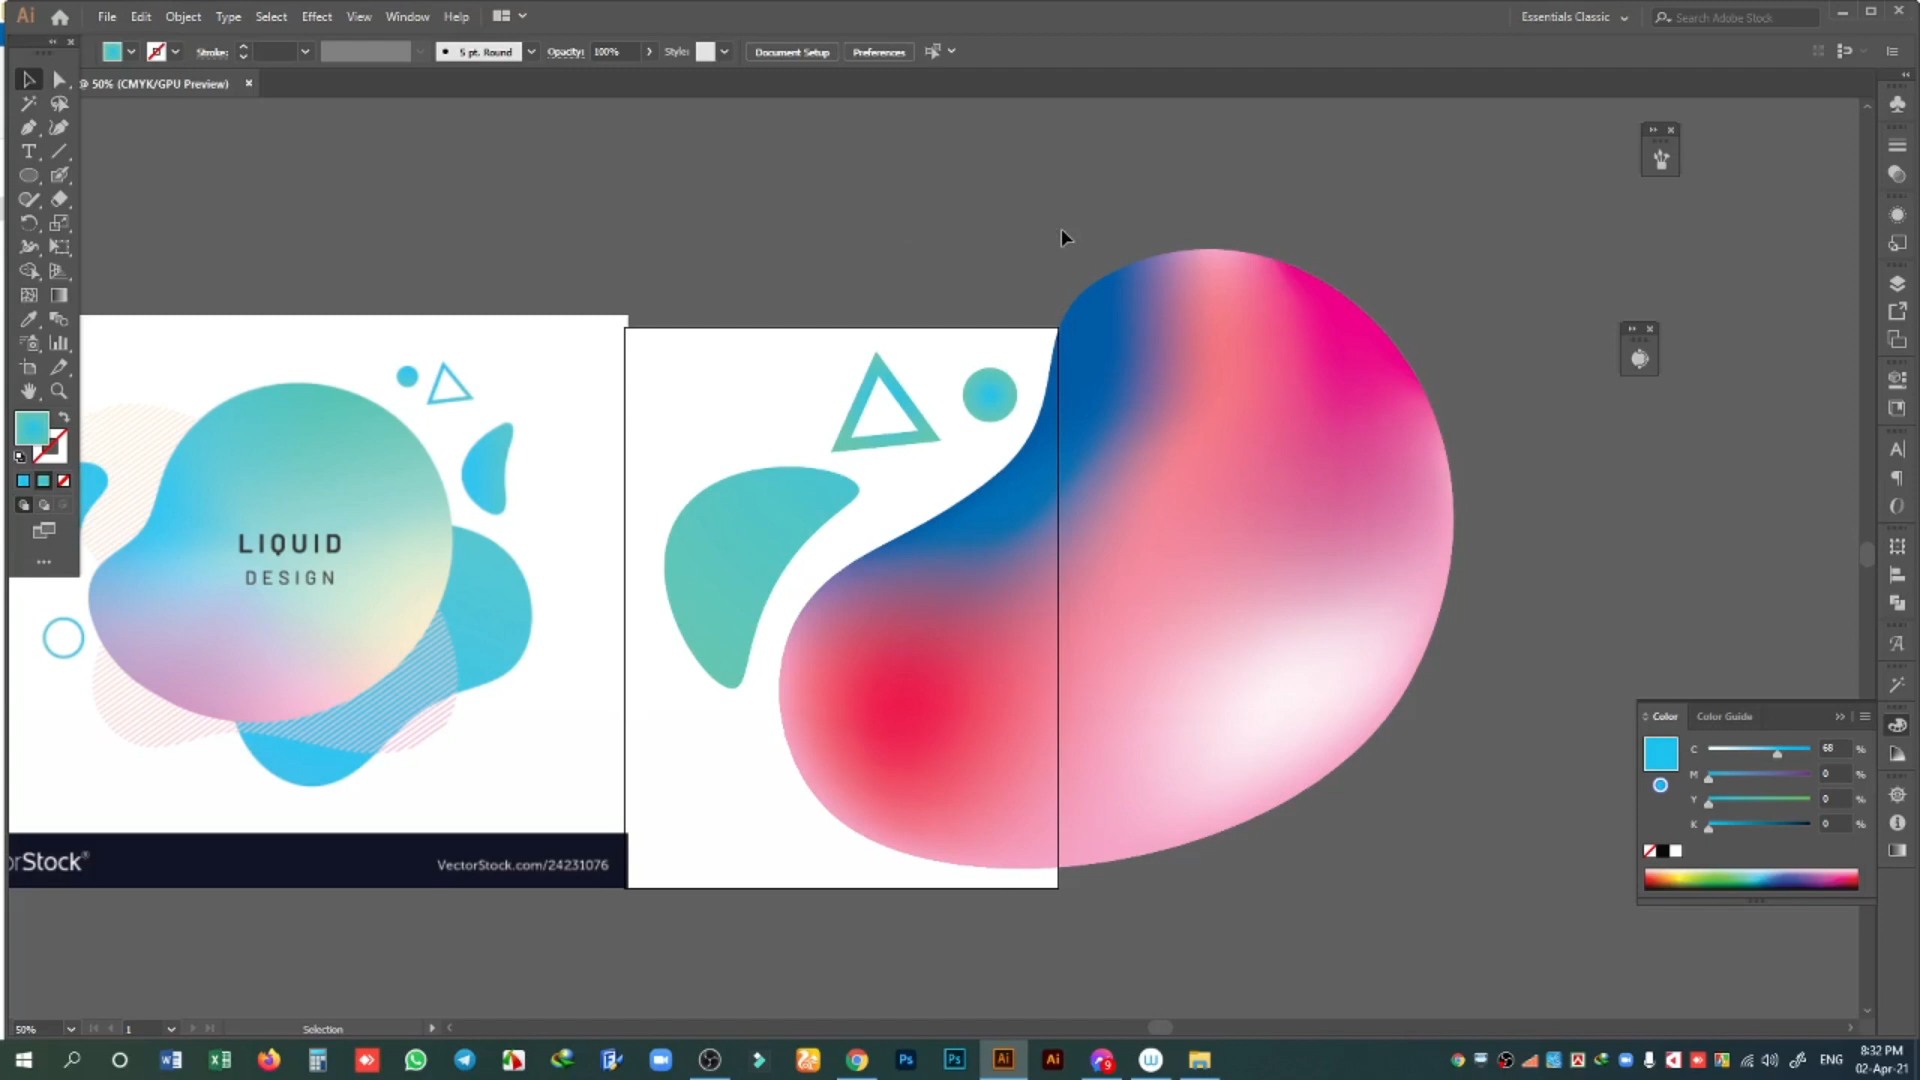 Ai File Edit Object Type Select Effect View Window Help Essentials Classic Search Adobe Stock
Stroke: 5 pt. Round Opacity: 100% Style: Document Setup Preferences
@ 50% (CMYK/GPU Preview) ×
LIQUID
DESIGN
orStock® VectorStock.com/24231076
Color Color Guide
C 68 %
M 0 %
Y 0 %
K 0 %
50% 1 Selection
ENG 8:32 PM
02-Apr-21